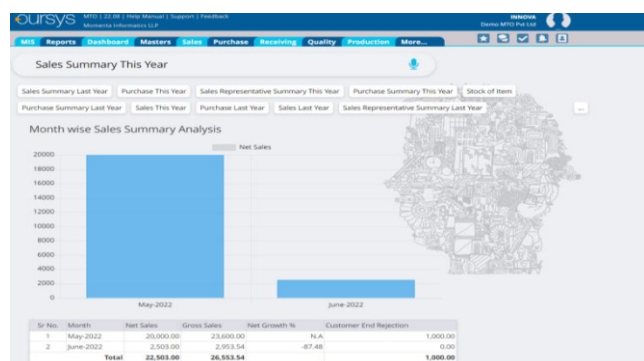 OURSYS MTO | 22.08 | Help Manual | Support | Feedback
Momenta Informatics LLP
INNOVA
Demo MTO Pvt Ltd
MIS Reports Dashboard Masters Sales Purchase Receiving Quality Production More...
Sales Summary This Year
Sales Summary Last Year Purchase This Year Sales Representative Summary This Year Purchase Summary This Year Stock of Item
Purchase Summary Last Year Sales This Year Purchase Last Year Sales Last Year Sales Representative Summary Last Year ...
Month wise Sales Summary Analysis
Net Sales
20000
18000
16000
14000
12000
10000
8000
6000
4000
2000
0
May-2022 June-2022
Sr No. Month Net Sales Gross Sales Net Growth % Customer End Rejection
1 May-2022 20,000.00 23,600.00 N.A 1,000.00
2 June-2022 2,503.00 2,953.54 -87.48 0.00
Total 22,503.00 26,553.54 1,000.00